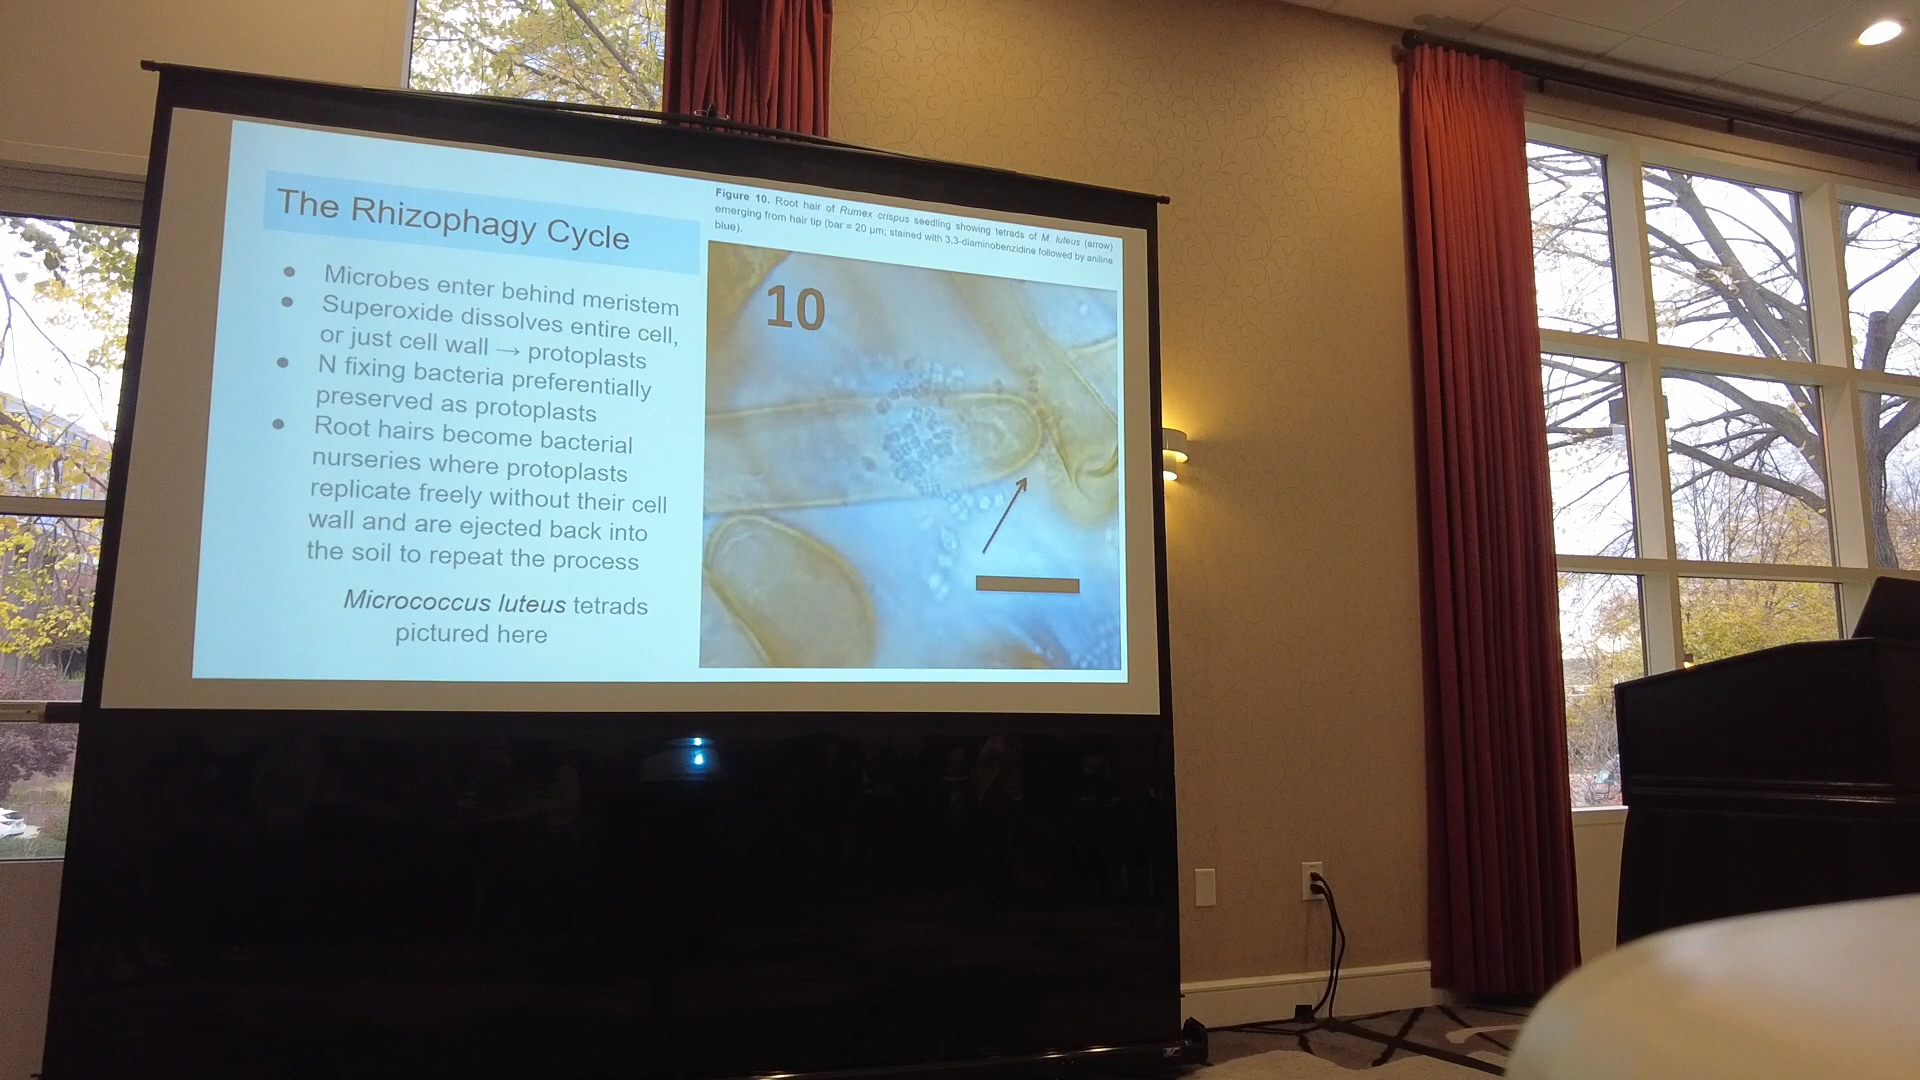 The Rhizophagy Cycle
Microbes enter behind meristem
Superoxide dissolves entire cell,
or just cell wall → protoplasts
N fixing bacteria preferentially
preserved as protoplasts
Root hairs become bacterial
nurseries where protoplasts
replicate freely without their cell
wall and are ejected back into
the soil to repeat the process
Micrococcus luteus tetrads
pictured here
Figure 10. Root hair of Rumex crispus seedling showing tetrads of M. luteus (arrow)
emerging from hair tip (bar = 20 µm; stained with 3,3-diaminobenzidine followed by aniline
blue).
10